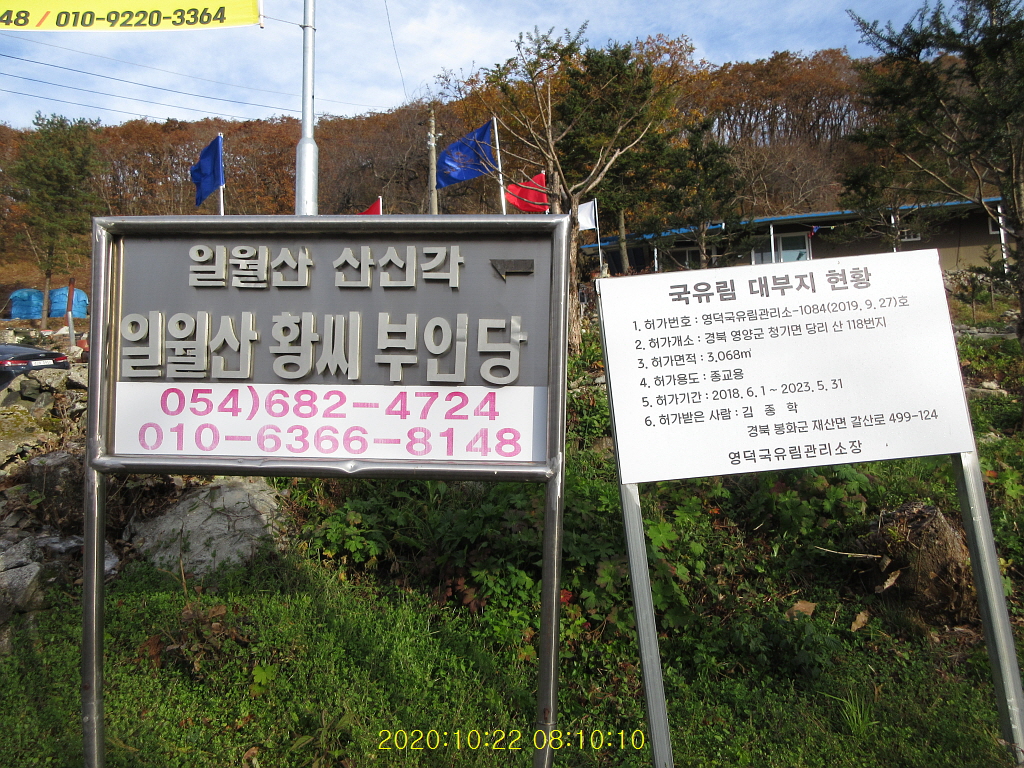 48 / 010-9220-3364
일월산 산신각
일월산 황씨 부인당
054)682-4724
010-6366-8148
국유림 대부지 현황
1. 허가번호 : 영덕국유림관리소-1084(2019. 9. 27)호
2. 허가개소 : 경북 영양군 청기면 당리 산 118번지
3. 허가면적 : 3,068㎡
4. 허가용도 : 종교용
5. 허가기간 : 2018. 6. 1 ~ 2023. 5. 31
6. 허가받은 사람 : 김 종 학
경북 봉화군 재산면 갈산로 499-124
영덕국유림관리소장
2020:10:22 08:10:10